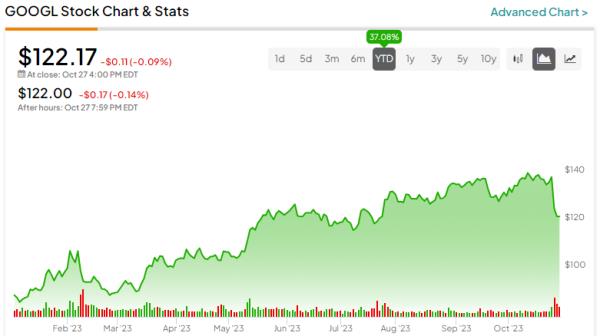 GOOGL Stock Chart & Stats
Advanced Chart >
37.08%
$122.17 -$0.11 (-0.09%)
1d 5d 3m 6m YTD 1y 3y 5y 10y
At close: Oct 27 4:00 PM EDT
$122.00 -$0.17 (-0.14%)
After hours: Oct 27 7:59 PM EDT
$140
$120
$100
Feb '23 Mar '23 Apr '23 May '23 Jun '23 Jul '23 Aug '23 Sep '23 Oct '23